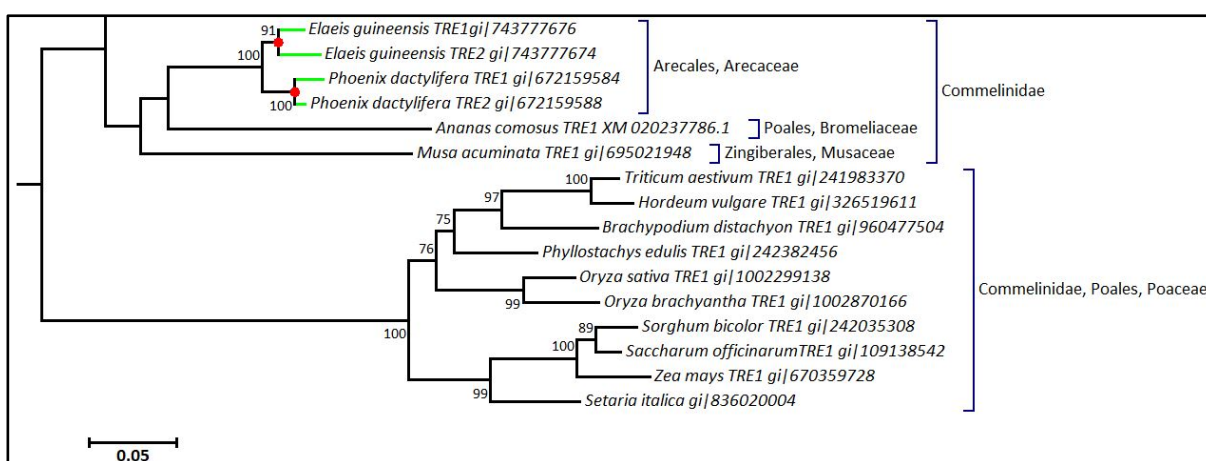 91
Elaeis guineensis TRE1gi|743777676
100
Elaeis guineensis TRE2 gi|743777674
Arecales, Arecaceae
Phoenix dactylifera TRE1 gi|672159584
Commelinidae
100
Phoenix dactylifera TRE2 gi|672159588
Ananas comosus TRE1 XM 020237786.1
Poales, Bromeliaceae
Musa acuminata TRE1 gi|695021948
Zingiberales, Musaceae
100
Triticum aestivum TRE1 gi|241983370
97
Hordeum vulgare TRE1 gi|326519611
75
Brachypodium distachyon TRE1 gi|960477504
76
Phyllostachys edulis TRE1 gi|242382456
Oryza sativa TRE1 gi|1002299138
Commelinidae, Poales, Poaceae
99
Oryza brachyantha TRE1 gi|1002870166
100
89
Sorghum bicolor TRE1 gi|242035308
100
Saccharum officinarumTRE1 gi|109138542
Zea mays TRE1 gi|670359728
99
Setaria italica gi|836020004
0.05